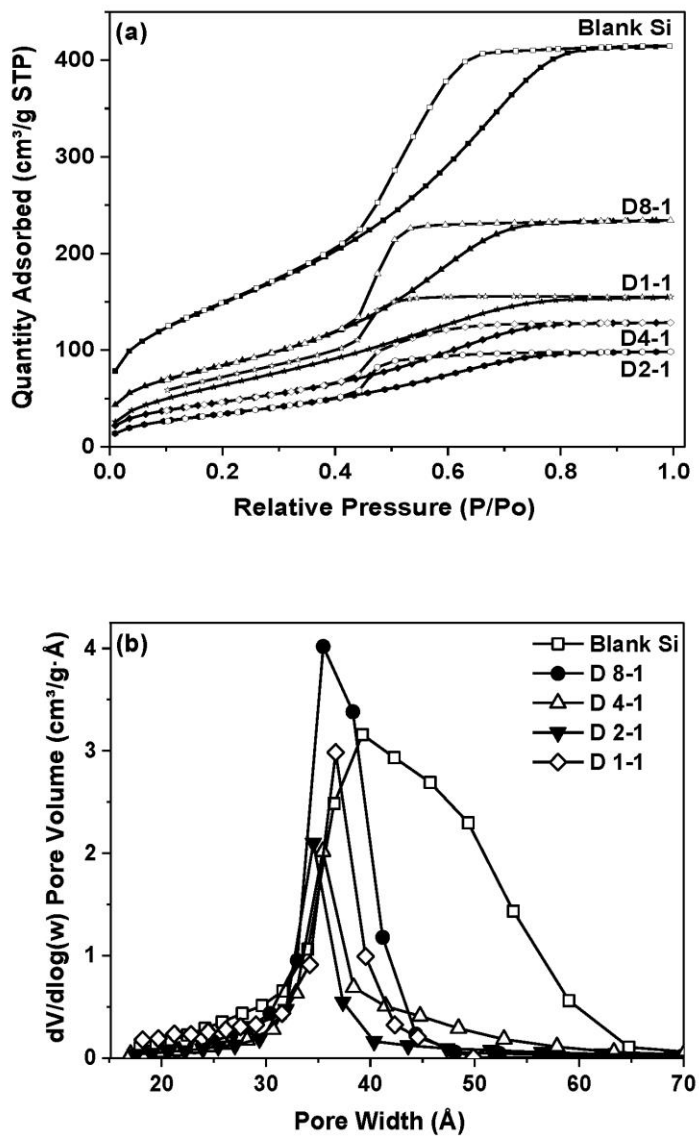 (a)
Blank Si
D8-1
D1-1
D4-1
D2-1
400
300
200
100
0
Quantity Adsorbed (cm³/g STP)
0.0 0.2 0.4 0.6 0.8 1.0
Relative Pressure (P/Po)
(b)
Blank Si
D 8-1
D 4-1
D 2-1
D 1-1
4
3
2
1
0
dV/dlog(w) Pore Volume (cm³/g·Å)
20 30 40 50 60 70
Pore Width (Å)